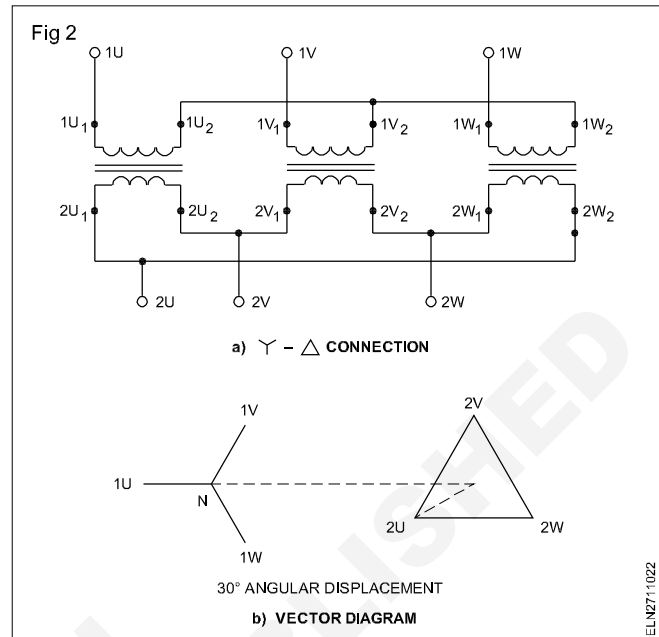 Fig 2
1U 1V 1W
1U1 1U2 1V1 1V2 1W1 1W2
2U1 2U2 2V1 2V2 2W1 2W2
2U 2V 2W
a) Y – △ CONNECTION
1V 2V
1U N
2U 2W
1W
30° ANGULAR DISPLACEMENT
b) VECTOR DIAGRAM
ELN2711022
LISHED